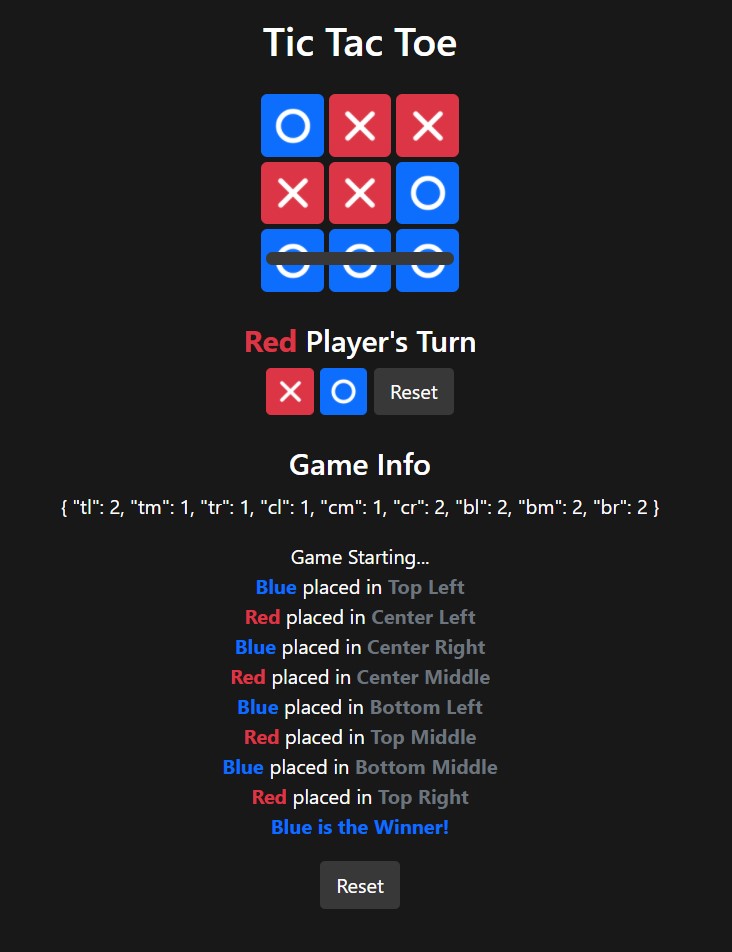 Tic Tac Toe
Red Player's Turn
Reset
Game Info
{ "tl": 2, "tm": 1, "tr": 1, "cl": 1, "cm": 1, "cr": 2, "bl": 2, "bm": 2, "br": 2 }
Game Starting...
Blue placed in Top Left
Red placed in Center Left
Blue placed in Center Right
Red placed in Center Middle
Blue placed in Bottom Left
Red placed in Top Middle
Blue placed in Bottom Middle
Red placed in Top Right
Blue is the Winner!
Reset